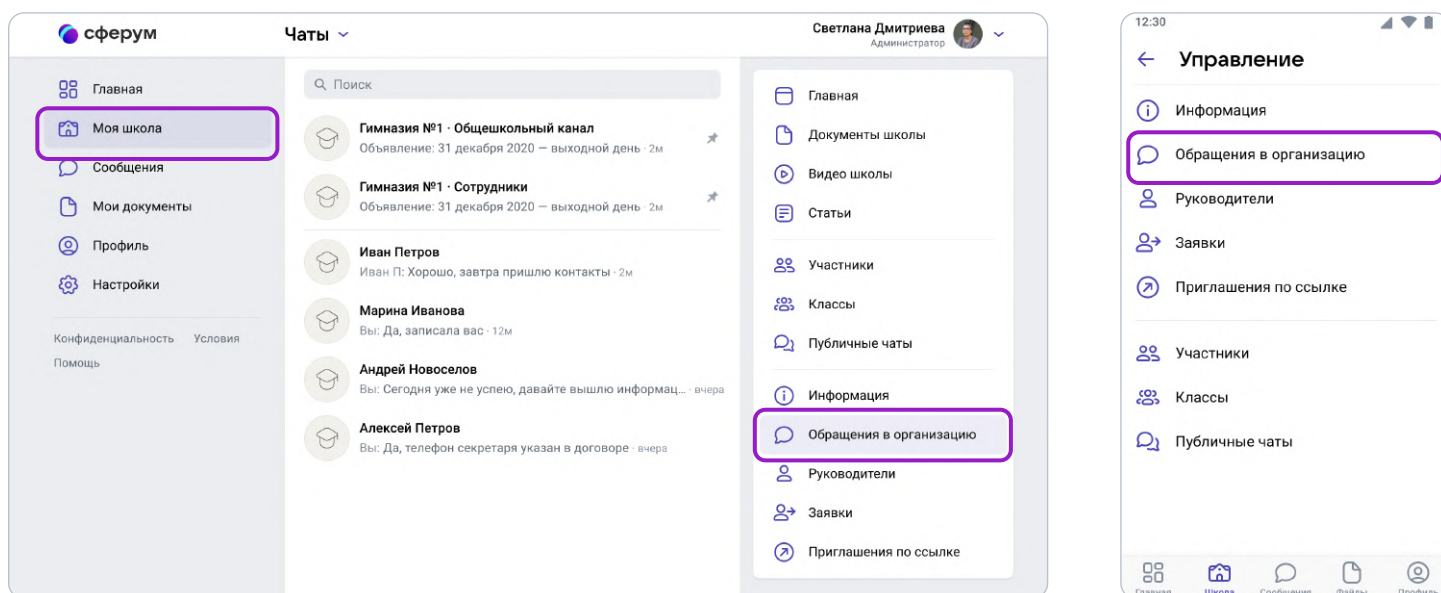 сферум
Чаты
Светлана Дмитриева
Администратор
Главная
Моя школа
Сообщения
Мои документы
Профиль
Настройки
Конфиденциальность Условия
Помощь
Поиск
Гимназия №1 · Общешкольный канал
Объявление: 31 декабря 2020 — выходной день · 2м
Гимназия №1 · Сотрудники
Объявление: 31 декабря 2020 — выходной день · 2м
Иван Петров
Иван П: Хорошо, завтра пришлю контакты · 2м
Марина Иванова
Вы: Да, записала вас · 12м
Андрей Новоселов
Вы: Сегодня уже не успею, давайте вышлю информац... · вчера
Алексей Петров
Вы: Да, телефон секретаря указан в договоре · вчера
Главная
Документы школы
Видео школы
Статьи
Участники
Классы
Публичные чаты
Информация
Обращения в организацию
Руководители
Заявки
Приглашения по ссылке
12:30
Управление
Информация
Обращения в организацию
Руководители
Заявки
Приглашения по ссылке
Участники
Классы
Публичные чаты
Главная Школа Сообщения Файлы Профиль